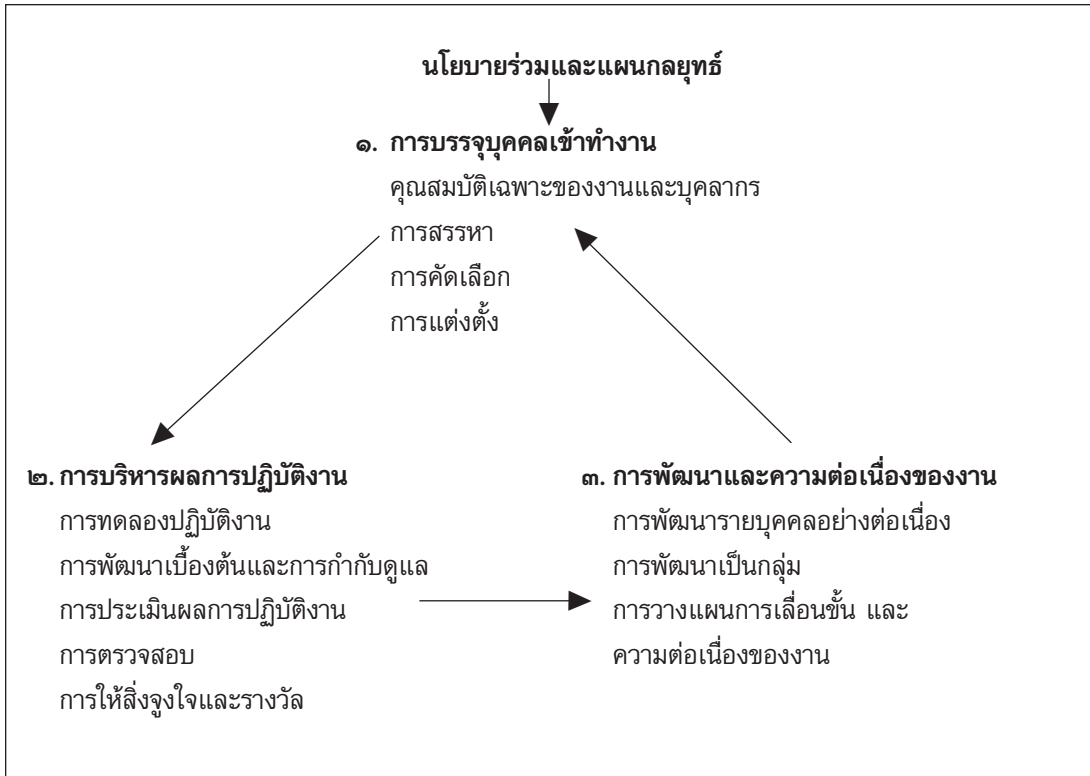 นโยบายร่วมและแผนกลยุทธ์
๑. การบรรจุบุคคลเข้าทำงาน
คุณสมบัติเฉพาะของงานและบุคลากร
การสรรหา
การคัดเลือก
การแต่งตั้ง
๒. การบริหารผลการปฏิบัติงาน
การทดลองปฏิบัติงาน
การพัฒนาเบื้องต้นและการกำกับดูแล
การประเมินผลการปฏิบัติงาน
การตรวจสอบ
การให้สิ่งจูงใจและรางวัล
๓. การพัฒนาและความต่อเนื่องของงาน
การพัฒนารายบุคคลอย่างต่อเนื่อง
การพัฒนาเป็นกลุ่ม
การวางแผนการเลื่อนขั้น และ
ความต่อเนื่องของงาน